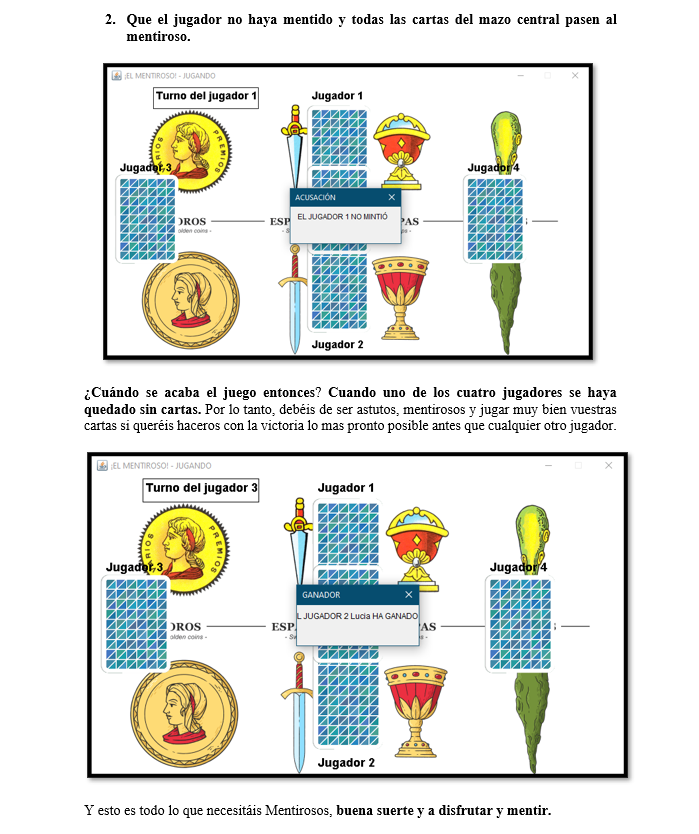 2. Que el jugador no haya mentido y todas las cartas del mazo central pasen al
mentiroso.
¡EL MENTIROSO! - JUGANDO
Turno del jugador 1
Jugador 1
PREMIOS
Jugador 3
Jugador 4
ACUSACIÓN
EL JUGADOR 1 NO MINTIÓ
OROS
ESP
PAS
olden coins -
Jugador 2
¿Cuándo se acaba el juego entonces? Cuando uno de los cuatro jugadores se haya
quedado sin cartas. Por lo tanto, debéis de ser astutos, mentirosos y jugar muy bien vuestras
cartas si queréis haceros con la victoria lo mas pronto posible antes que cualquier otro jugador.
¡EL MENTIROSO! - JUGANDO
Turno del jugador 3
Jugador 1
PREMIOS
Jugador 3
Jugador 4
GANADOR
L JUGADOR 2 Lucia HA GANADO
OROS
ESP
AS
olden coins -
Jugador 2
Y esto es todo lo que necesitáis Mentirosos, buena suerte y a disfrutar y mentir.